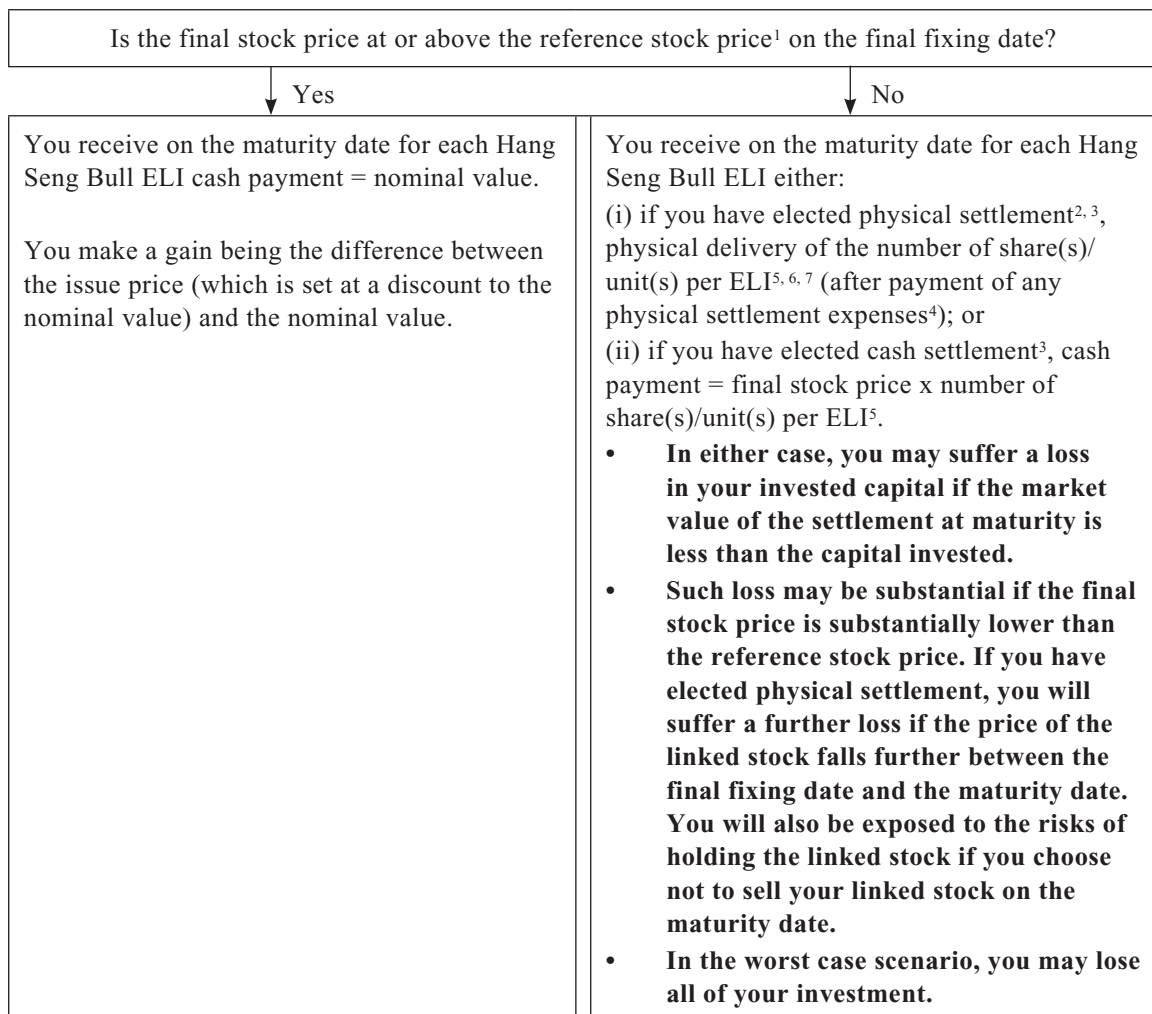 Is the final stock price at or above the reference stock price¹ on the final fixing date?
Yes
No
You receive on the maturity date for each Hang
Seng Bull ELI cash payment = nominal value.
You make a gain being the difference between
the issue price (which is set at a discount to the
nominal value) and the nominal value.
You receive on the maturity date for each Hang
Seng Bull ELI either:
(i) if you have elected physical settlement²,³,
physical delivery of the number of share(s)/
unit(s) per ELI⁵,⁶,⁷ (after payment of any
physical settlement expenses⁴); or
(ii) if you have elected cash settlement³, cash
payment = final stock price x number of
share(s)/unit(s) per ELI⁵.
• In either case, you may suffer a loss
in your invested capital if the market
value of the settlement at maturity is
less than the capital invested.
• Such loss may be substantial if the final
stock price is substantially lower than
the reference stock price. If you have
elected physical settlement, you will
suffer a further loss if the price of the
linked stock falls further between the
final fixing date and the maturity date.
You will also be exposed to the risks of
holding the linked stock if you choose
not to sell your linked stock on the
maturity date.
• In the worst case scenario, you may lose
all of your investment.